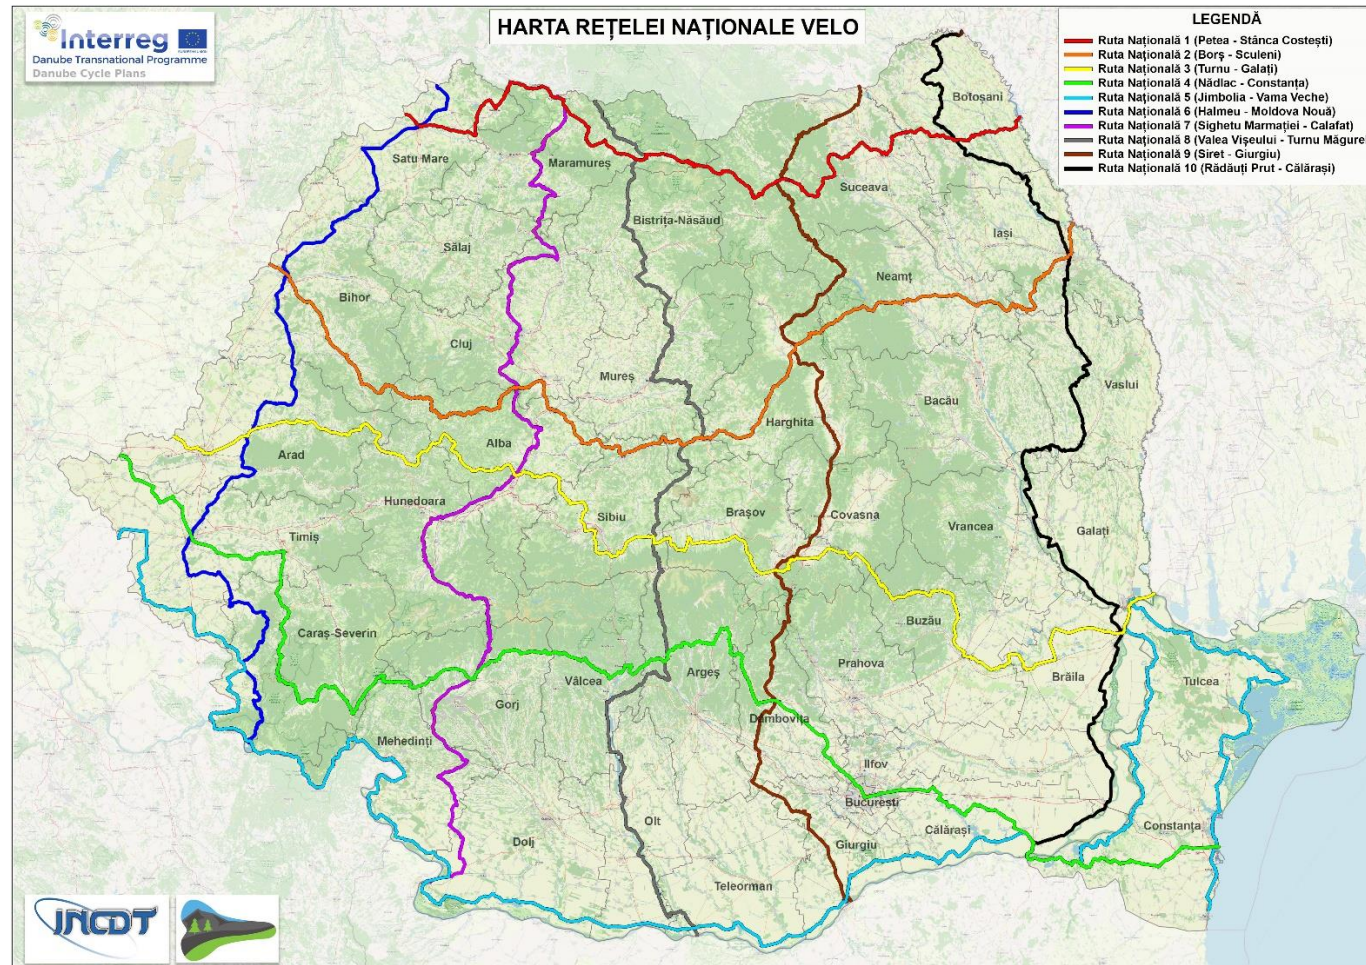 Interreg
Danube Transnational Programme
Danube Cycle Plans
HARTA REȚELEI NAȚIONALE VELO
LEGENDĂ
Ruta Națională 1 (Petea - Stânca Costești)
Ruta Națională 2 (Borș - Sculeni)
Ruta Națională 3 (Turnu - Galați)
Ruta Națională 4 (Nădlac - Constanța)
Ruta Națională 5 (Jimbolia - Vama Veche)
Ruta Națională 6 (Halmeu - Moldova Nouă)
Ruta Națională 7 (Sighetu Marmației - Calafat)
Ruta Națională 8 (Valea Vișeului - Turnu Măgure
Ruta Națională 9 (Siret - Giurgiu)
Ruta Națională 10 (Rădăuți Prut - Călărași)
Botoșani
Satu Mare
Maramureș
Suceava
Bistrița-Năsăud
Iași
Sălaj
Neamț
Bihor
Cluj
Mureș
Vaslui
Bacău
Harghita
Alba
Arad
Hunedoara
Sibiu
Brașov
Covasna
Vrancea
Galați
Timiș
Caraș-Severin
Buzău
Prahova
Brăila
Tulcea
Vâlcea
Argeș
Gorj
Dâmbovița
Mehedinți
Ilfov
București
Călărași
Constanța
Olt
Dolj
Giurgiu
Teleorman
INCDT